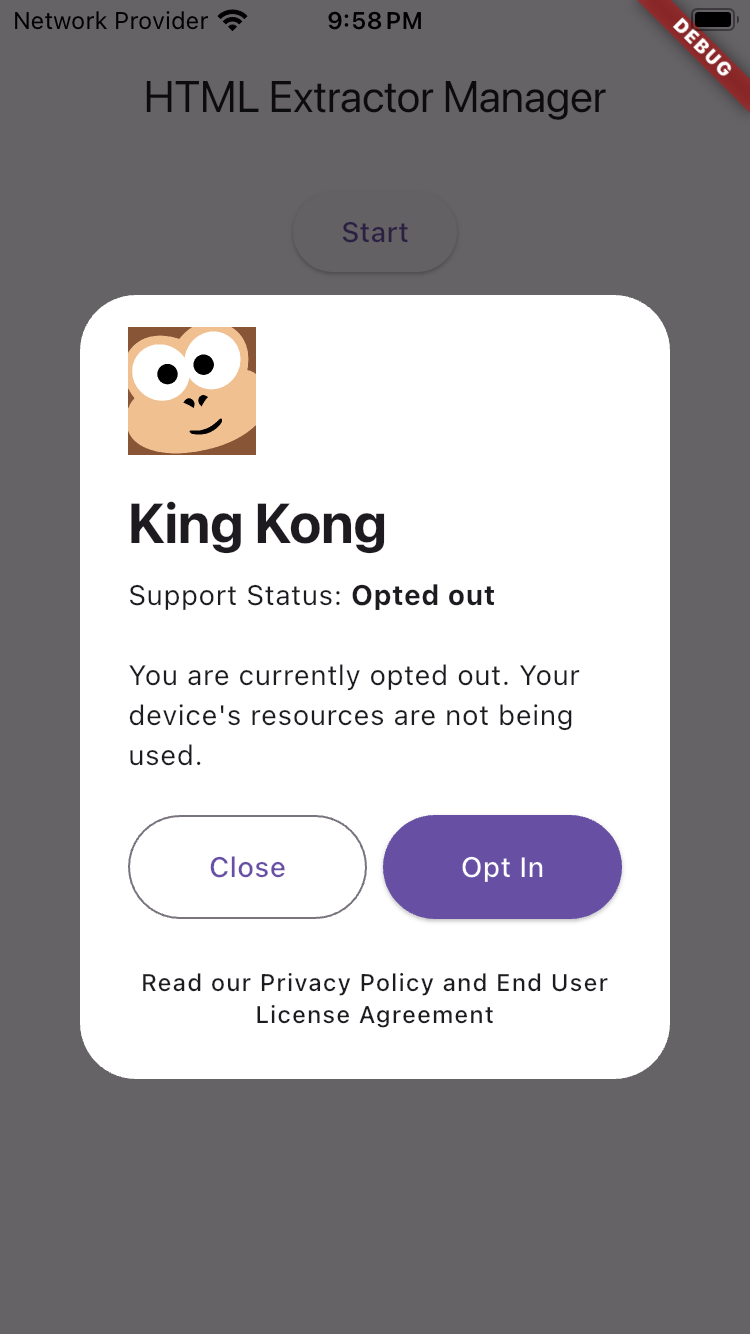 Network Provider 9:58 PM
DEBUG
HTML Extractor Manager
Start
King Kong
Support Status: Opted out
You are currently opted out. Your
device's resources are not being
used.
Close Opt In
Read our Privacy Policy and End User
License Agreement